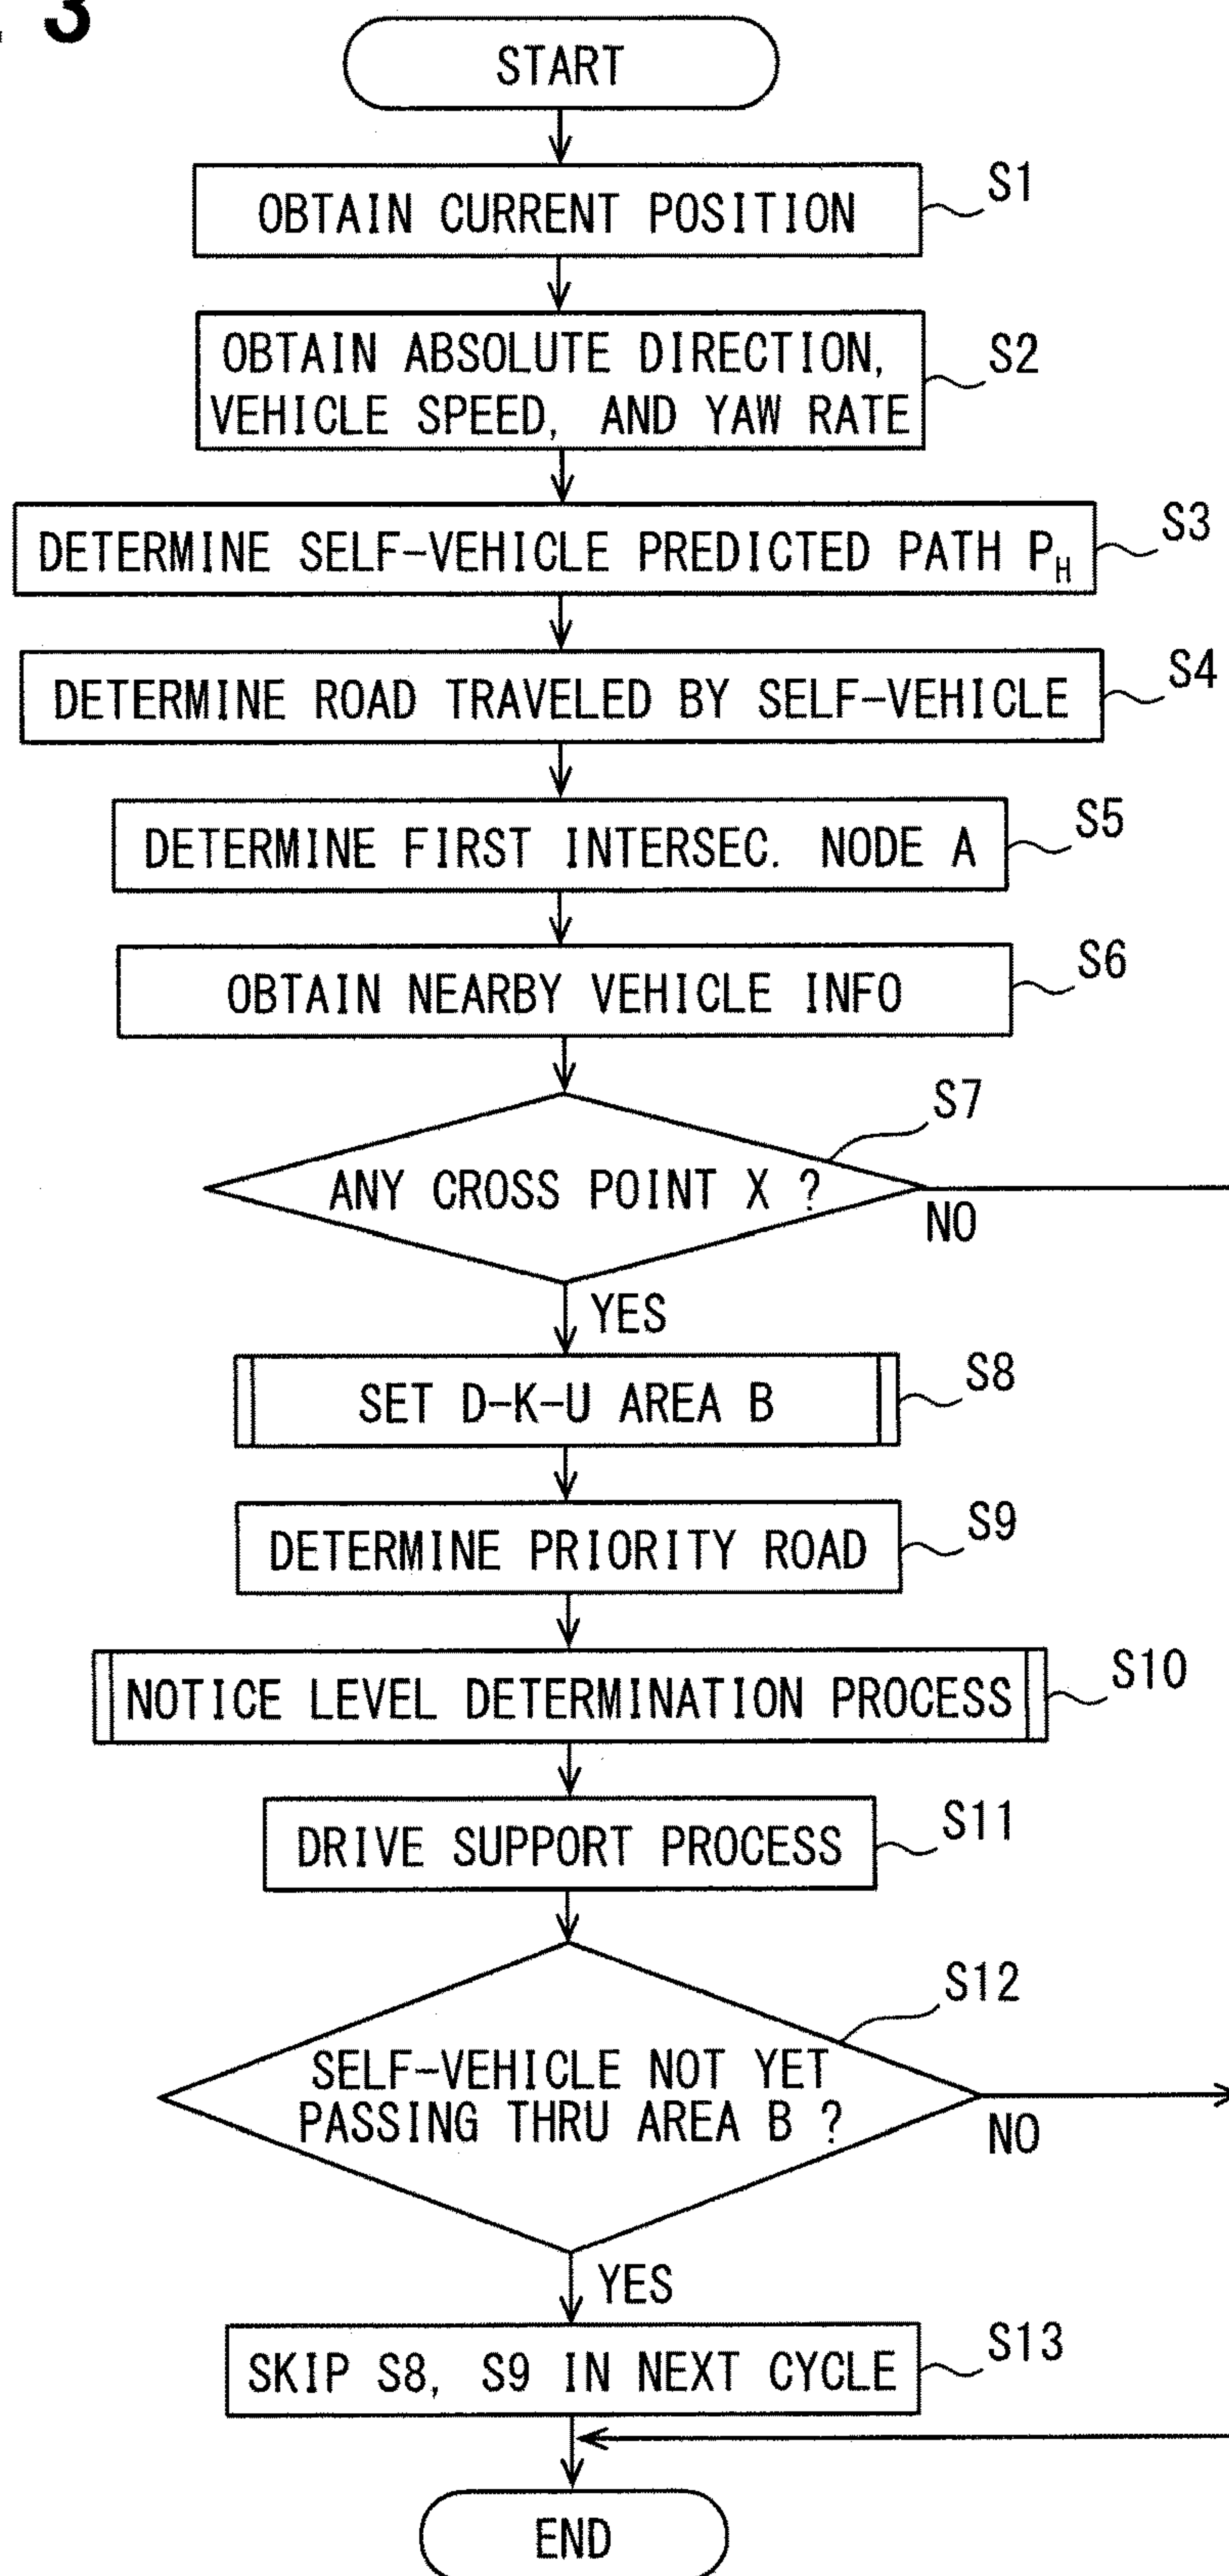 3
START
OBTAIN CURRENT POSITION
S1
OBTAIN ABSOLUTE DIRECTION,
VEHICLE SPEED, AND YAW RATE
S2
DETERMINE SELF-VEHICLE PREDICTED PATH PH
S3
DETERMINE ROAD TRAVELED BY SELF-VEHICLE
S4
DETERMINE FIRST INTERSEC. NODE A
S5
OBTAIN NEARBY VEHICLE INFO
S6
ANY CROSS POINT X ?
S7
NO
YES
SET D-K-U AREA B
S8
DETERMINE PRIORITY ROAD
S9
NOTICE LEVEL DETERMINATION PROCESS
S10
DRIVE SUPPORT PROCESS
S11
SELF-VEHICLE NOT YET
PASSING THRU AREA B ?
S12
NO
YES
SKIP S8, S9 IN NEXT CYCLE
S13
END